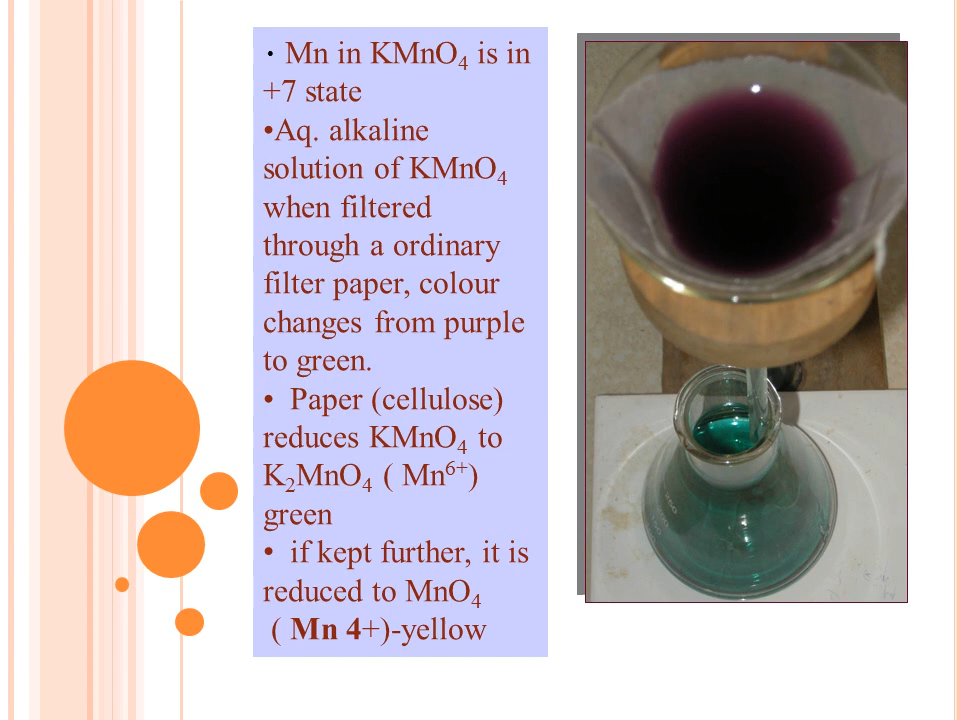 • Mn in KMnO₄ is in
+7 state
•Aq. alkaline
solution of KMnO₄
when filtered
through a ordinary
filter paper, colour
changes from purple
to green.
• Paper (cellulose)
reduces KMnO₄ to
K₂MnO₄ ( Mn⁶⁺)
green
• if kept further, it is
reduced to MnO₄
( Mn 4+)-yellow